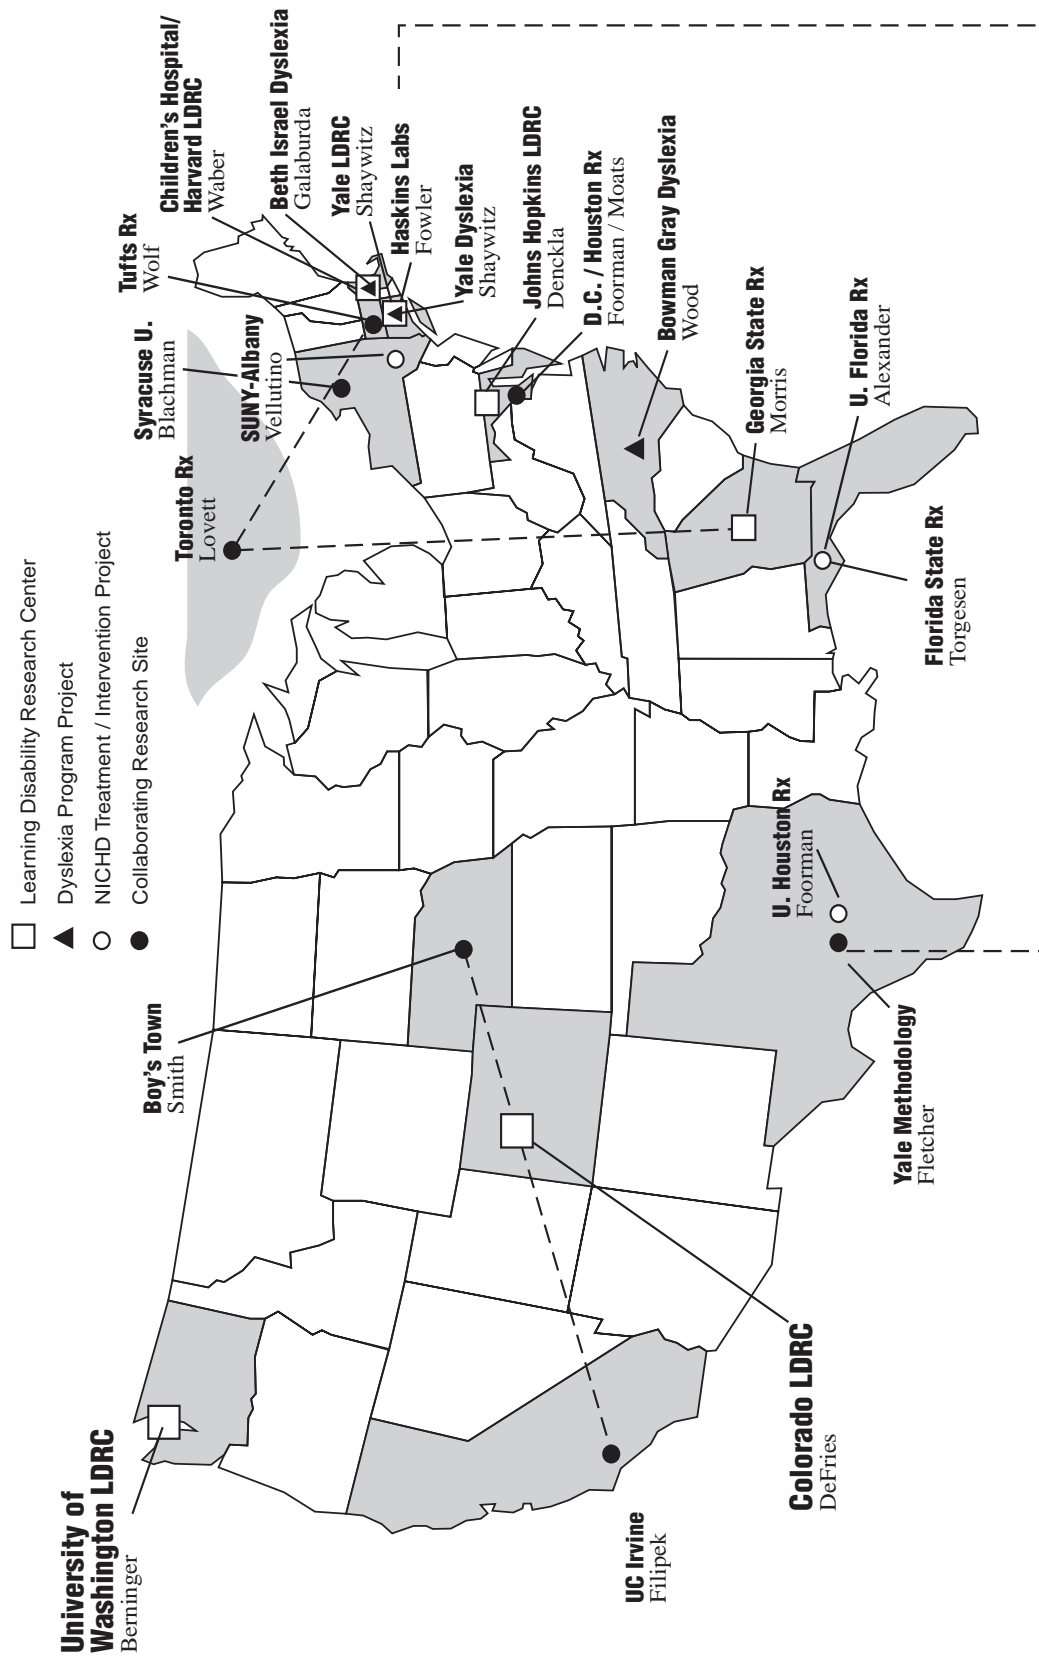 Learning Disability Research Center
Dyslexia Program Project
NICHD Treatment / Intervention Project
Collaborating Research Site
University of
Washington LDRC
Berninger
Boy's Town
Smith
UC Irvine
Filipek
Colorado LDRC
DeFries
Yale Methodology
Fletcher
U. Houston Rx
Foorman
Toronto Rx
Lovett
Syracuse U.
Blachman
SUNY-Albany
Vellutino
Tufts Rx
Wolf
Children's Hospital/
Harvard LDRC
Waber
Beth Israel Dyslexia
Galaburda
Yale LDRC
Shaywitz
Haskins Labs
Fowler
Yale Dyslexia
Shaywitz
Johns Hopkins LDRC
Denckla
D.C. / Houston Rx
Foorman / Moats
Bowman Gray Dyslexia
Wood
Georgia State Rx
Morris
U. Florida Rx
Alexander
Florida State Rx
Torgesen